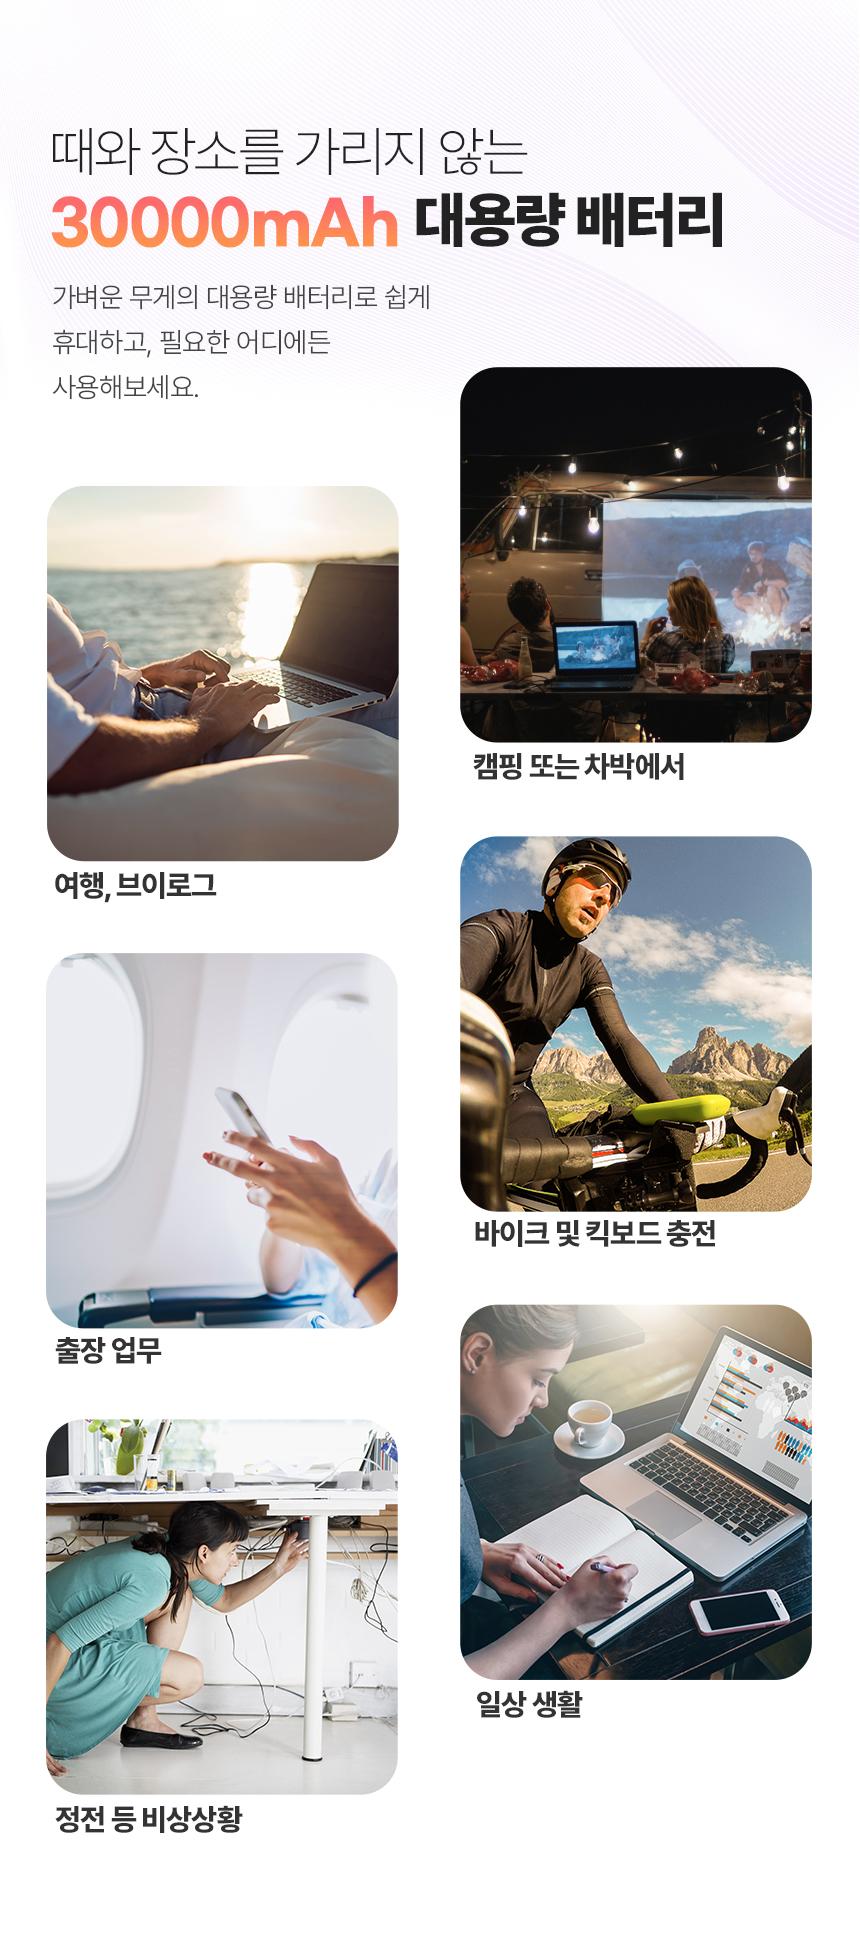 때와 장소를 가리지 않는
30000mAh 대용량 배터리
가벼운 무게의 대용량 배터리로 쉽게
휴대하고, 필요한 어디에든
사용해보세요.
캠핑 또는 차박에서
여행, 브이로그
바이크 및 킥보드 충전
출장 업무
일상 생활
정전 등 비상상황